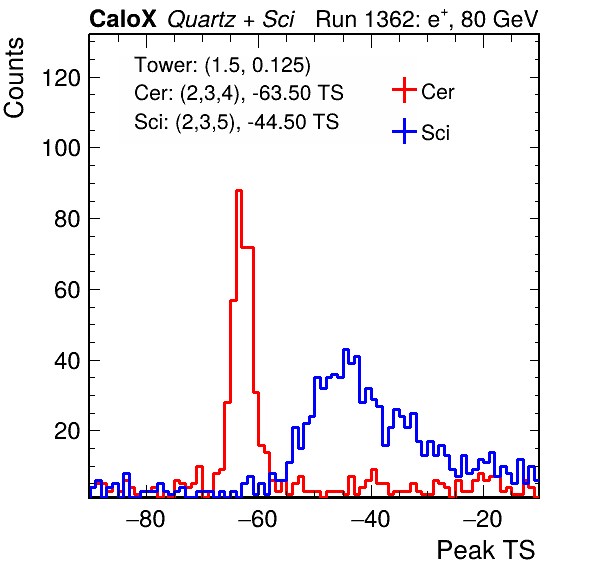 CaloX Quartz + Sci Run 1362: e+, 80 GeV
Counts
Tower: (1.5, 0.125)
Cer: (2,3,4), -63.50 TS
Sci: (2,3,5), -44.50 TS
Cer
Sci
120
100
80
60
40
20
−80 −60 −40 −20
Peak TS